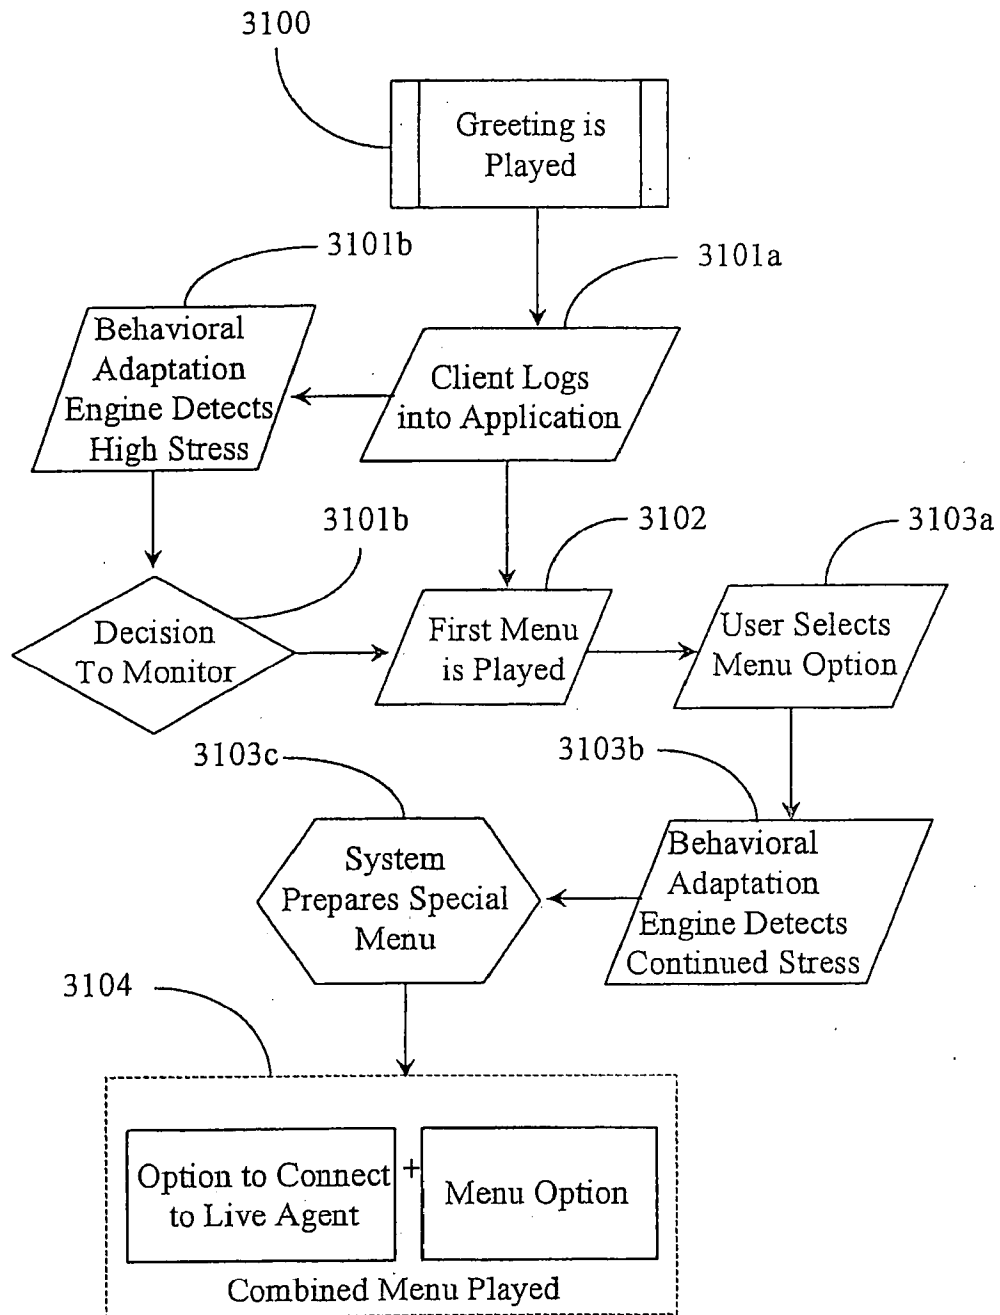 3100
Greeting is
Played
3101b
3101a
Behavioral
Adaptation
Engine Detects
High Stress
Client Logs
into Application
3101b
3102
3103a
Decision
To Monitor
First Menu
is Played
User Selects
Menu Option
3103c
3103b
System
Prepares Special
Menu
Behavioral
Adaptation
Engine Detects
Continued Stress
3104
Option to Connect
to Live Agent
+
Menu Option
Combined Menu Played